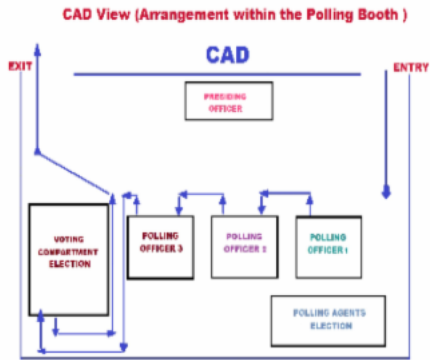 CAD View (Arrangement within the Polling Booth )
CAD
EXIT
ENTRY
PRESIDING
OFFICER
VOTING
COMPARTMENT
ELECTION
POLLING
OFFICER 3
POLLING
OFFICER 2
POLLING
OFFICER 1
POLLING AGENTS
ELECTION